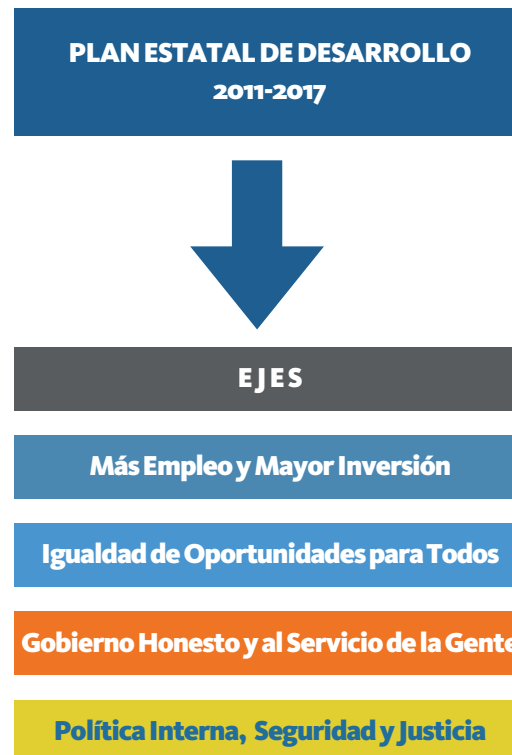 PLAN ESTATAL DE DESARROLLO
2011-2017
EJES
Más Empleo y Mayor Inversión
Igualdad de Oportunidades para Todos
Gobierno Honesto y al Servicio de la Gente
Política Interna, Seguridad y Justicia